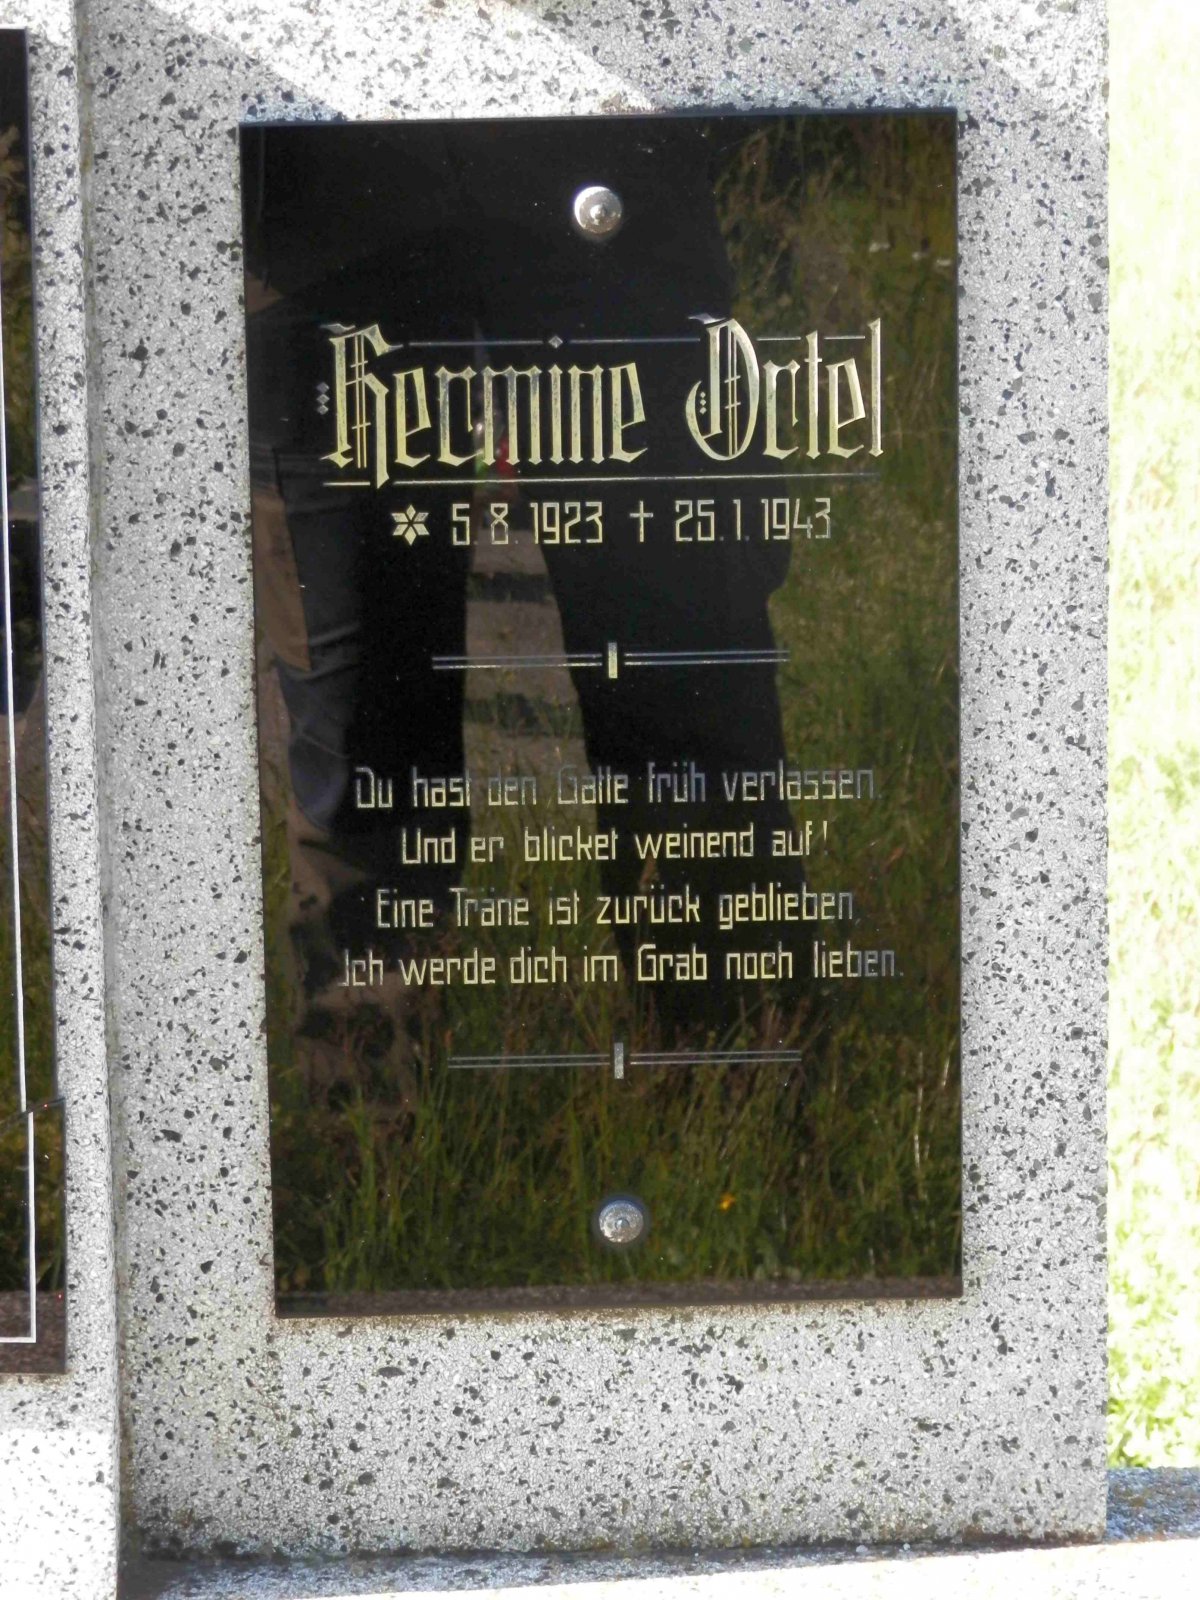 Hermine Ortel
* 5. 8. 1923 † 25. 1. 1943
Du hast den Gatte früh verlassen,
Und er blicket weinend auf!
Eine Träne ist zurück geblieben,
Ich werde dich im Grab noch lieben.